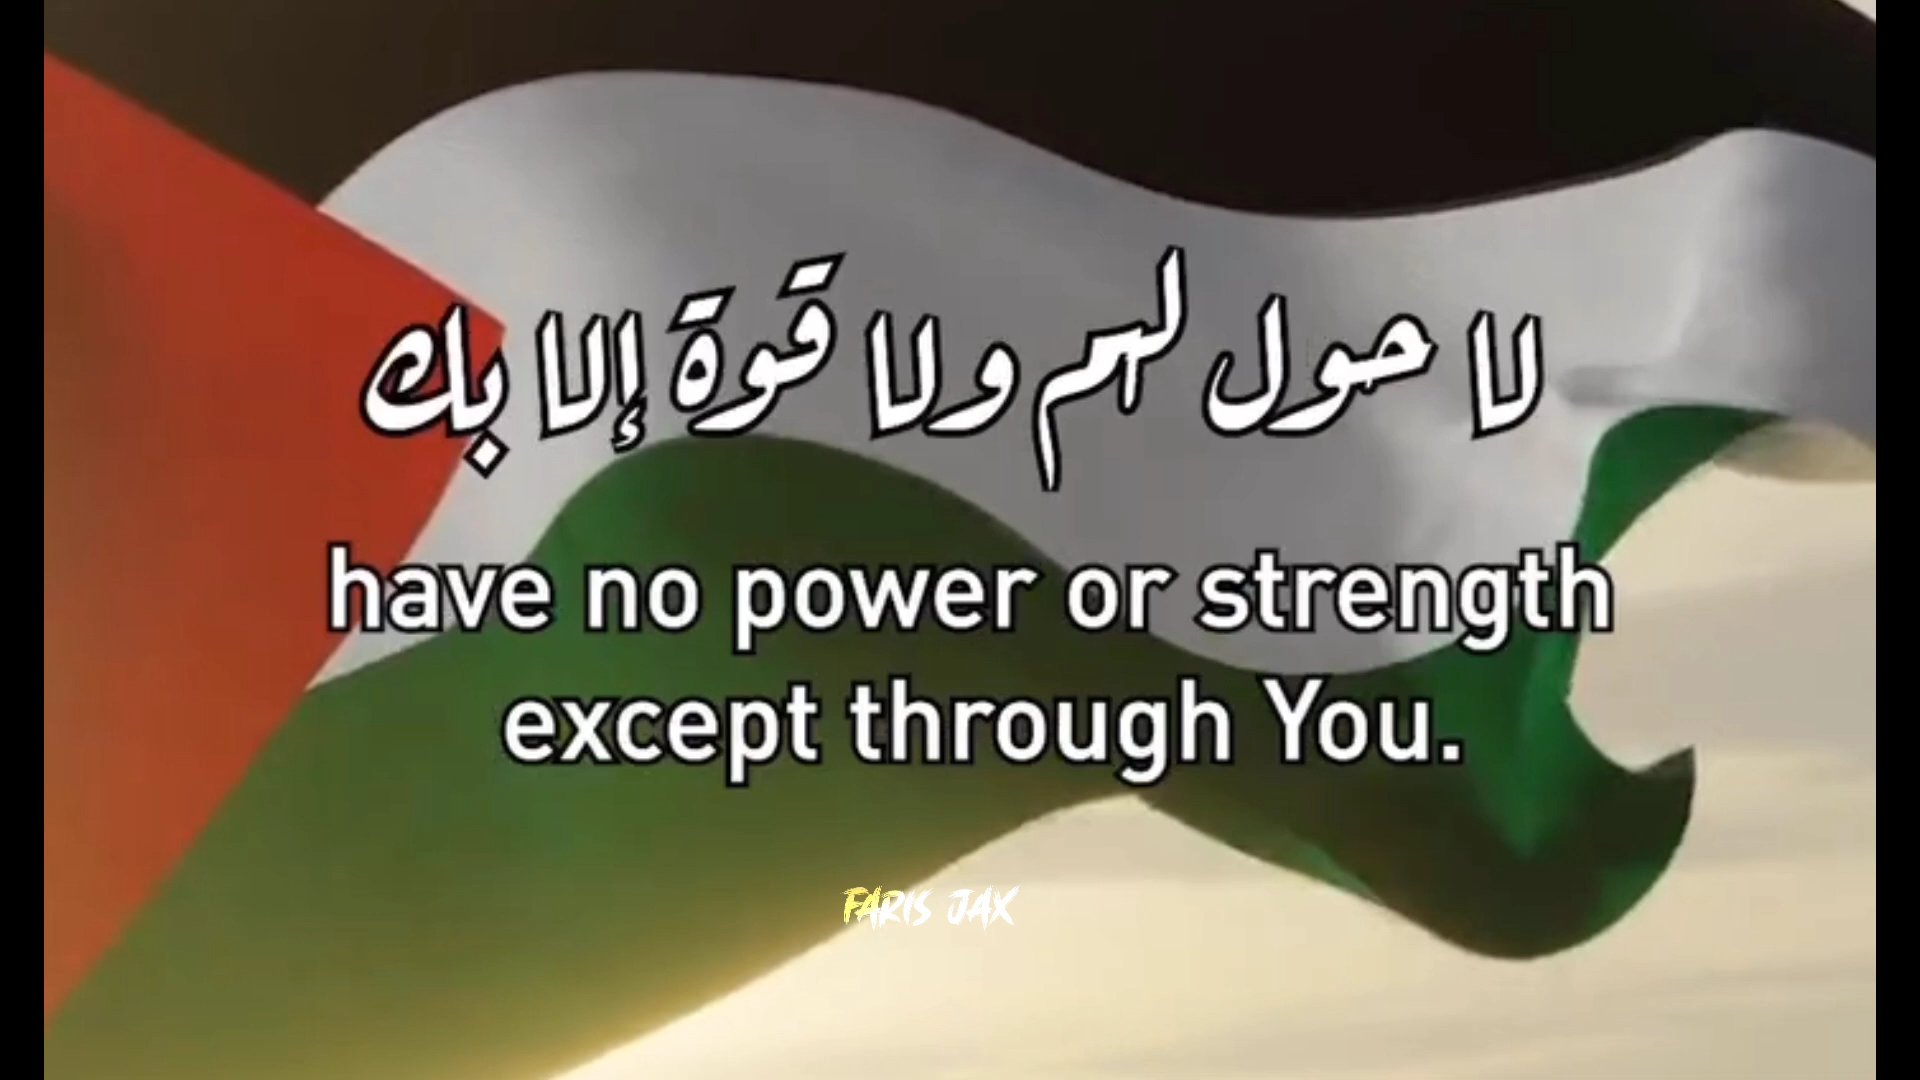 لا حول لهم ولا قوة إلا بك
have no power or strength
except through You.
FARIS JAX